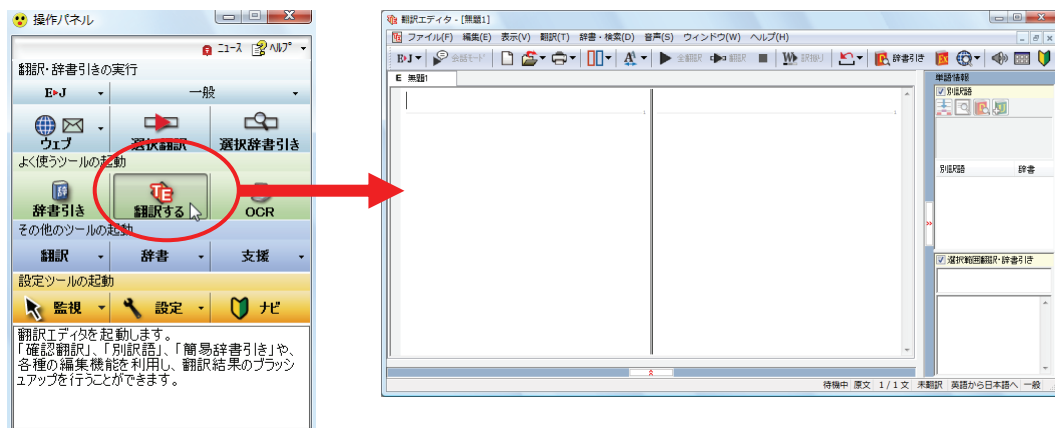 操作パネル
ニュース ヘルプ
翻訳・辞書引きの実行
E▸J 一般
ウェブ 選択翻訳 選択辞書引き
よく使うツールの起動
辞書引き 翻訳する OCR
その他のツールの起動
翻訳 辞書 支援
設定ツールの起動
監視 設定 ナビ
翻訳エディタを起動します。
「確認翻訳」、「別訳語」、「簡易辞書引き」や、
各種の編集機能を利用し、翻訳結果のブラッシ
ュアップを行うことができます。
翻訳エディタ - [無題1]
ファイル(F) 編集(E) 表示(V) 翻訳(T) 辞書・検索(D) 音声(S) ウィンドウ(W) ヘルプ(H)
E▸J 会話モード 全翻訳 翻訳 訳振り 辞書引き
E 無題1
1 1
単語情報
別訳語
別訳語 辞書
選択範囲翻訳・辞書引き
待機中 原文 1/1文 未翻訳 英語から日本語へ 一般